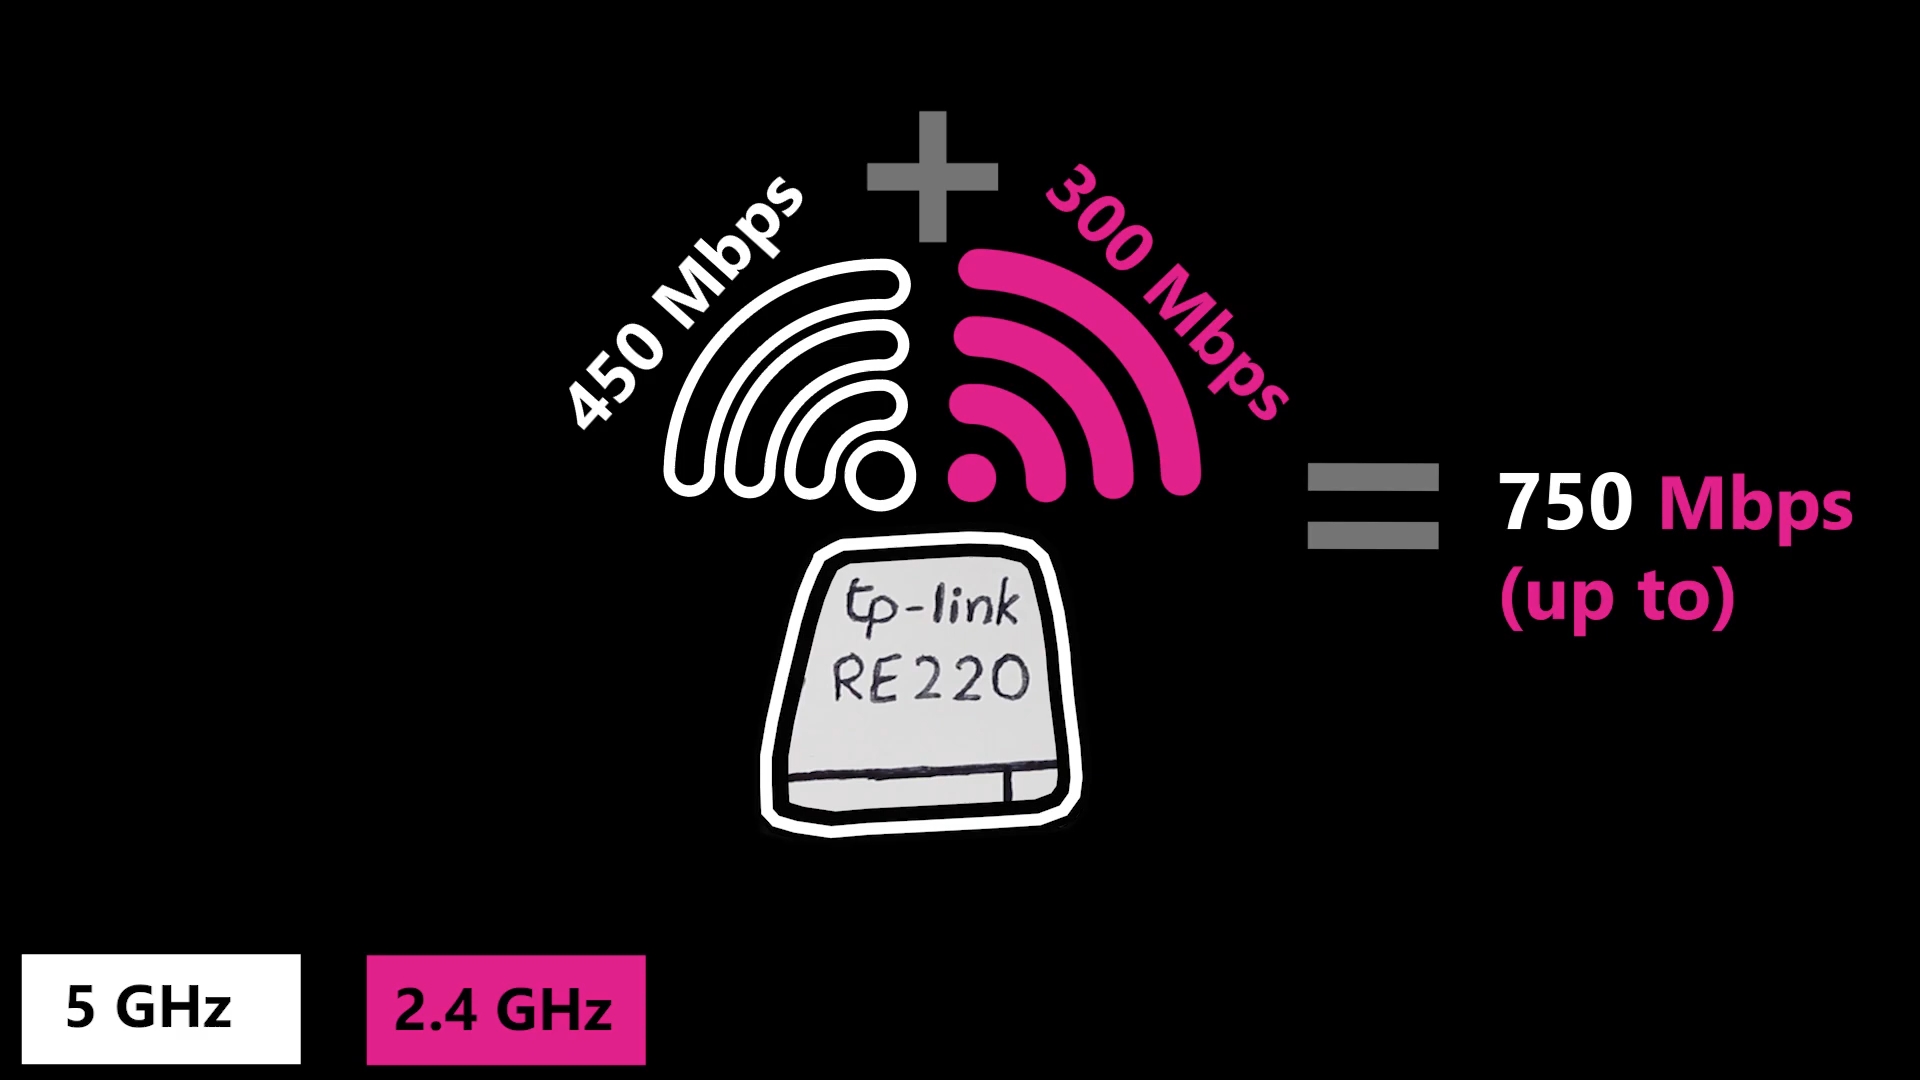 450 Mbps
+
300 Mbps
=
750 Mbps
(up to)
tp-link
RE220
5 GHz
2.4 GHz